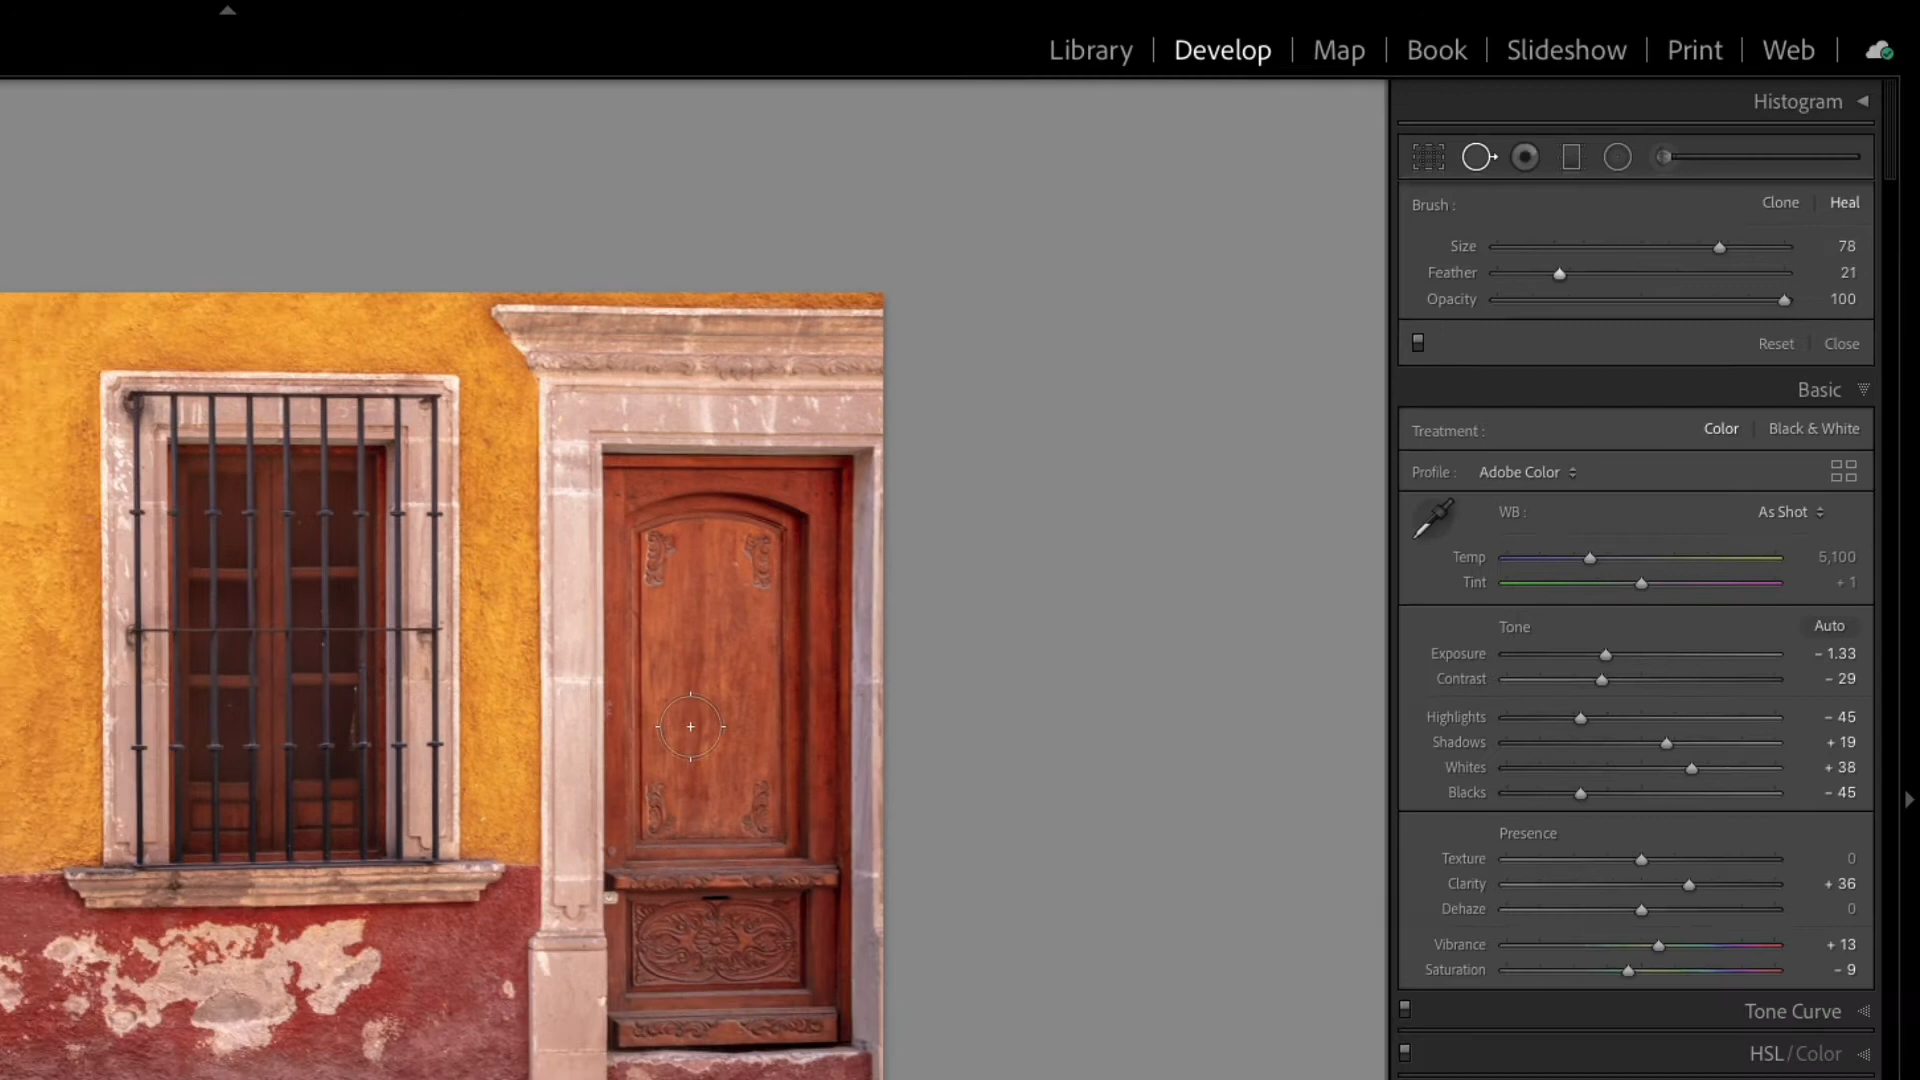 Library | Develop | Map | Book | Slideshow | Print | Web |
Histogram
Brush : Clone | Heal
Size 78
Feather 21
Opacity 100
Reset | Close
Basic
Treatment : Color | Black & White
Profile : Adobe Color
WB : As Shot
Temp 5,100
Tint + 1
Tone Auto
Exposure − 1.33
Contrast − 29
Highlights − 45
Shadows + 19
Whites + 38
Blacks − 45
Presence
Texture 0
Clarity + 36
Dehaze 0
Vibrance + 13
Saturation − 9
Tone Curve
HSL / Color